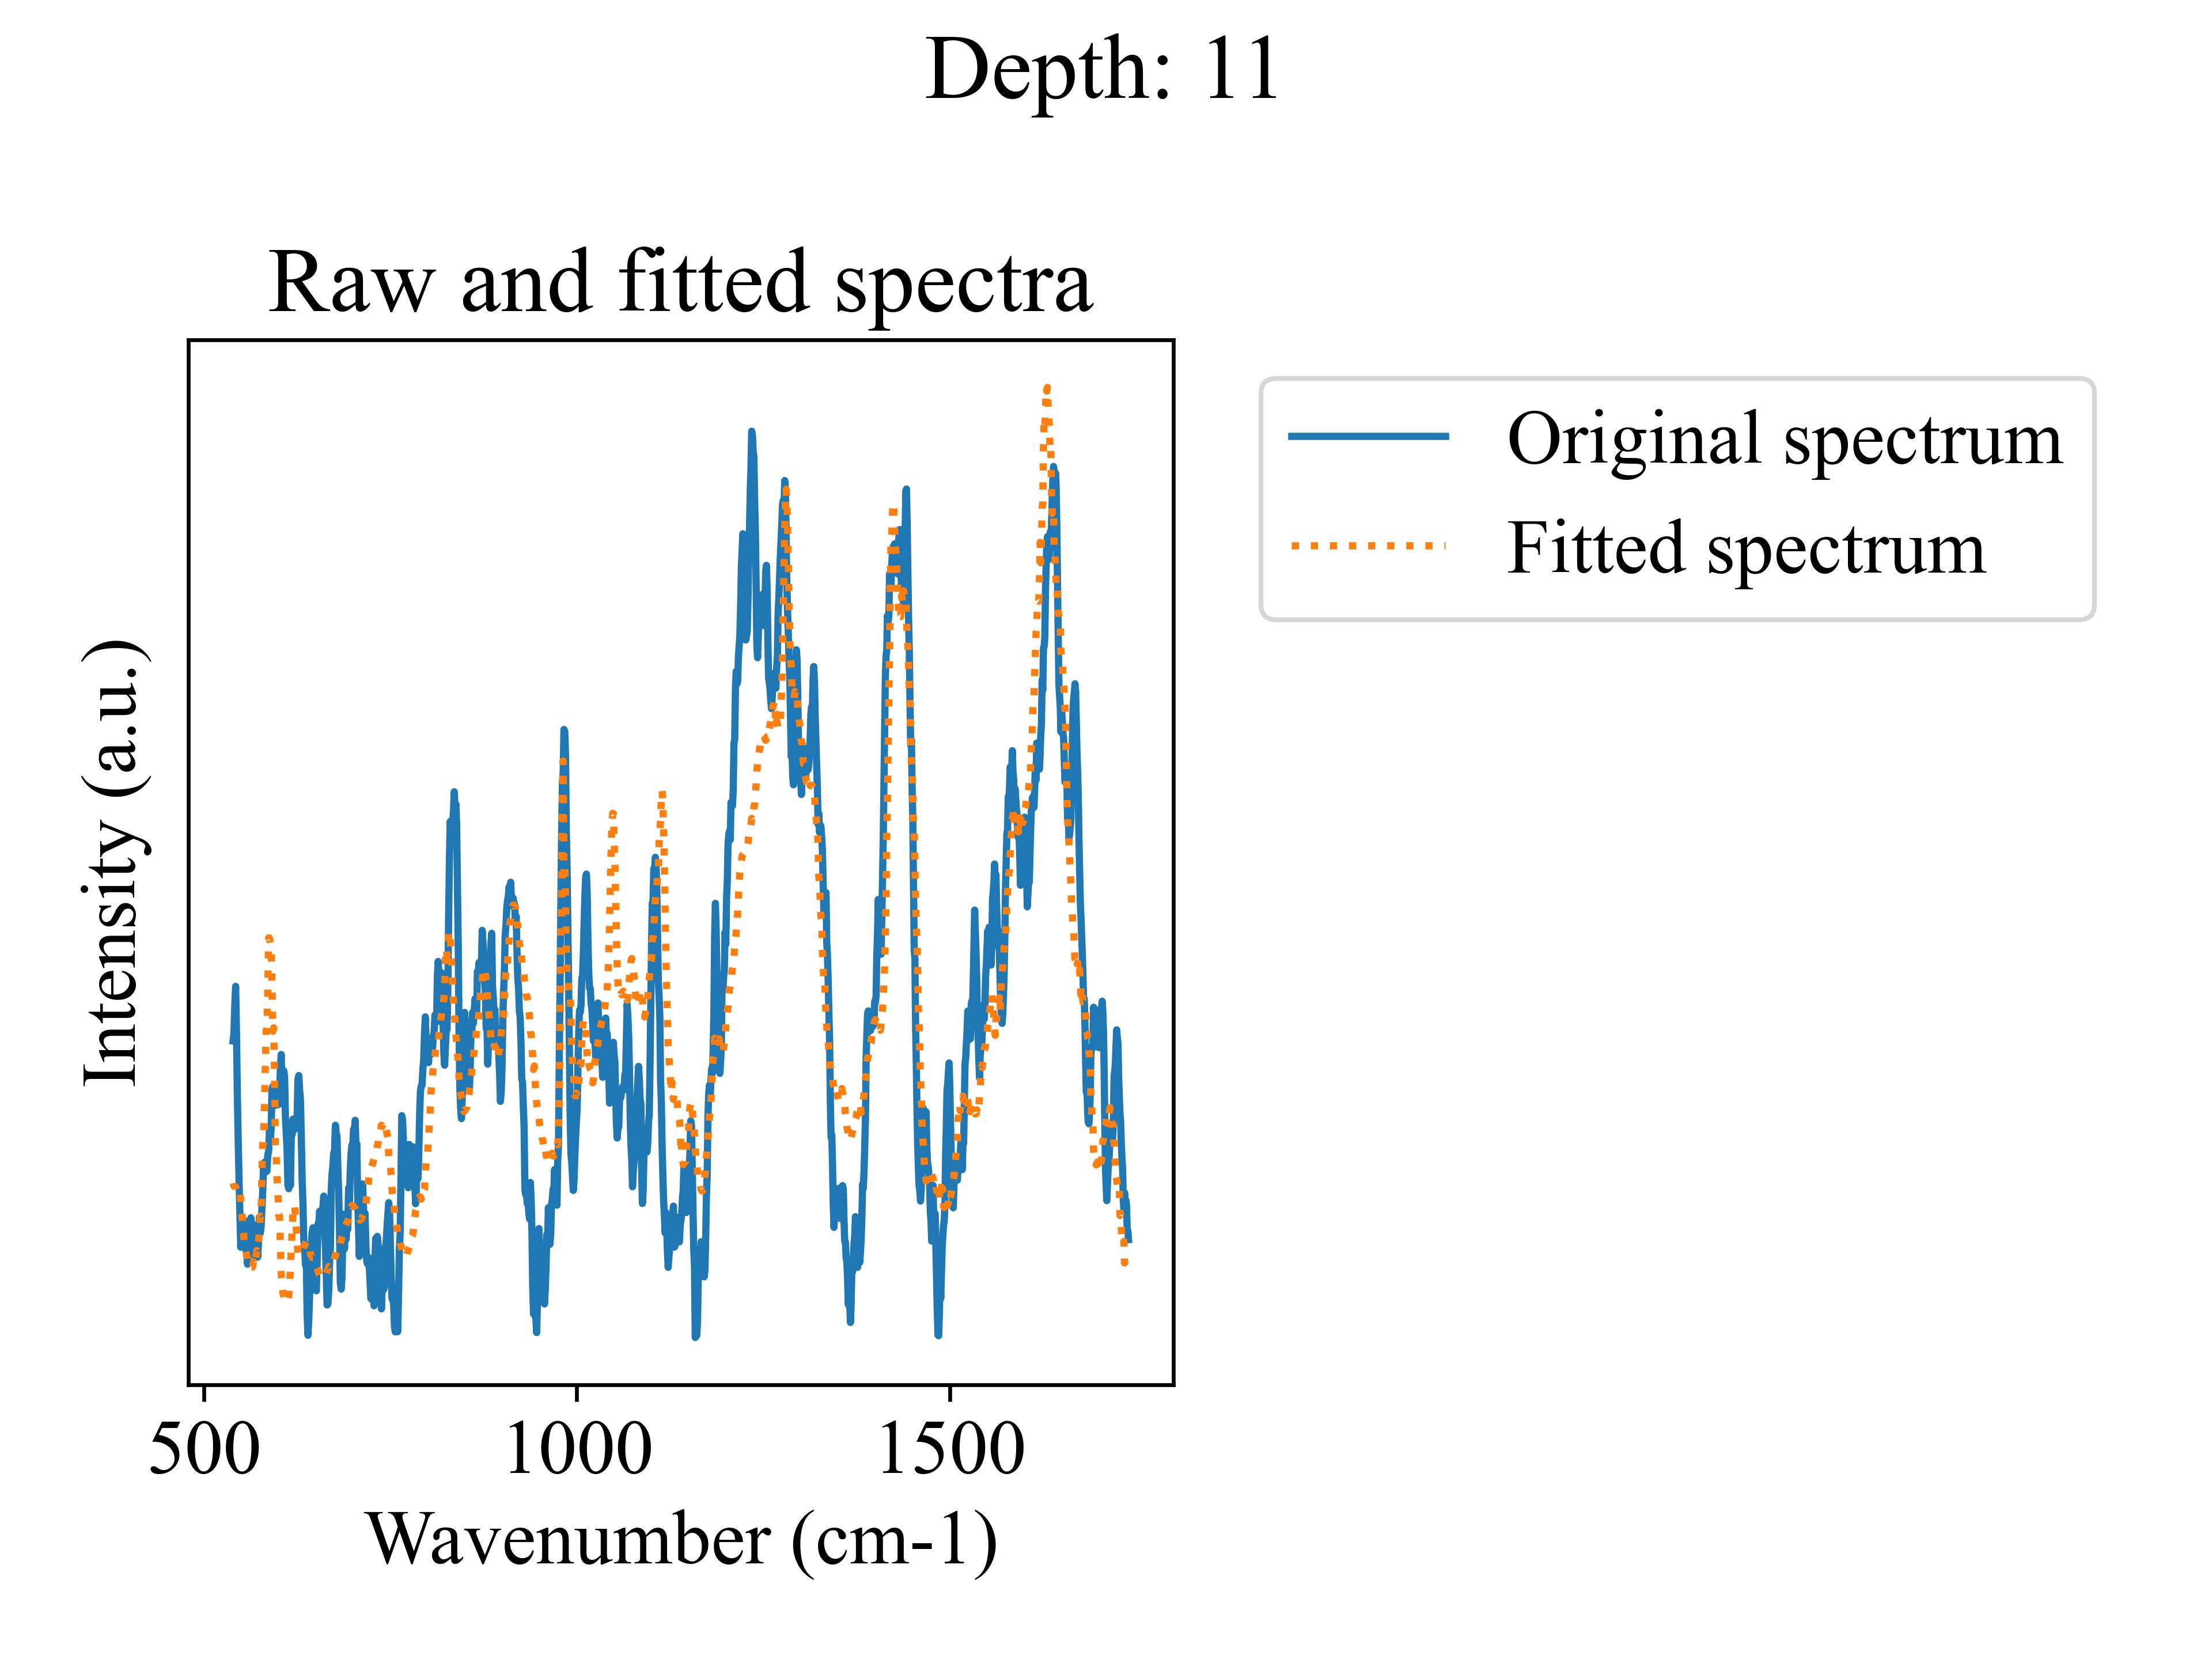 Depth: 11
Raw and fitted spectra
Original spectrum
Fitted spectrum
Intensity (a.u.)
500 1000 1500
Wavenumber (cm-1)